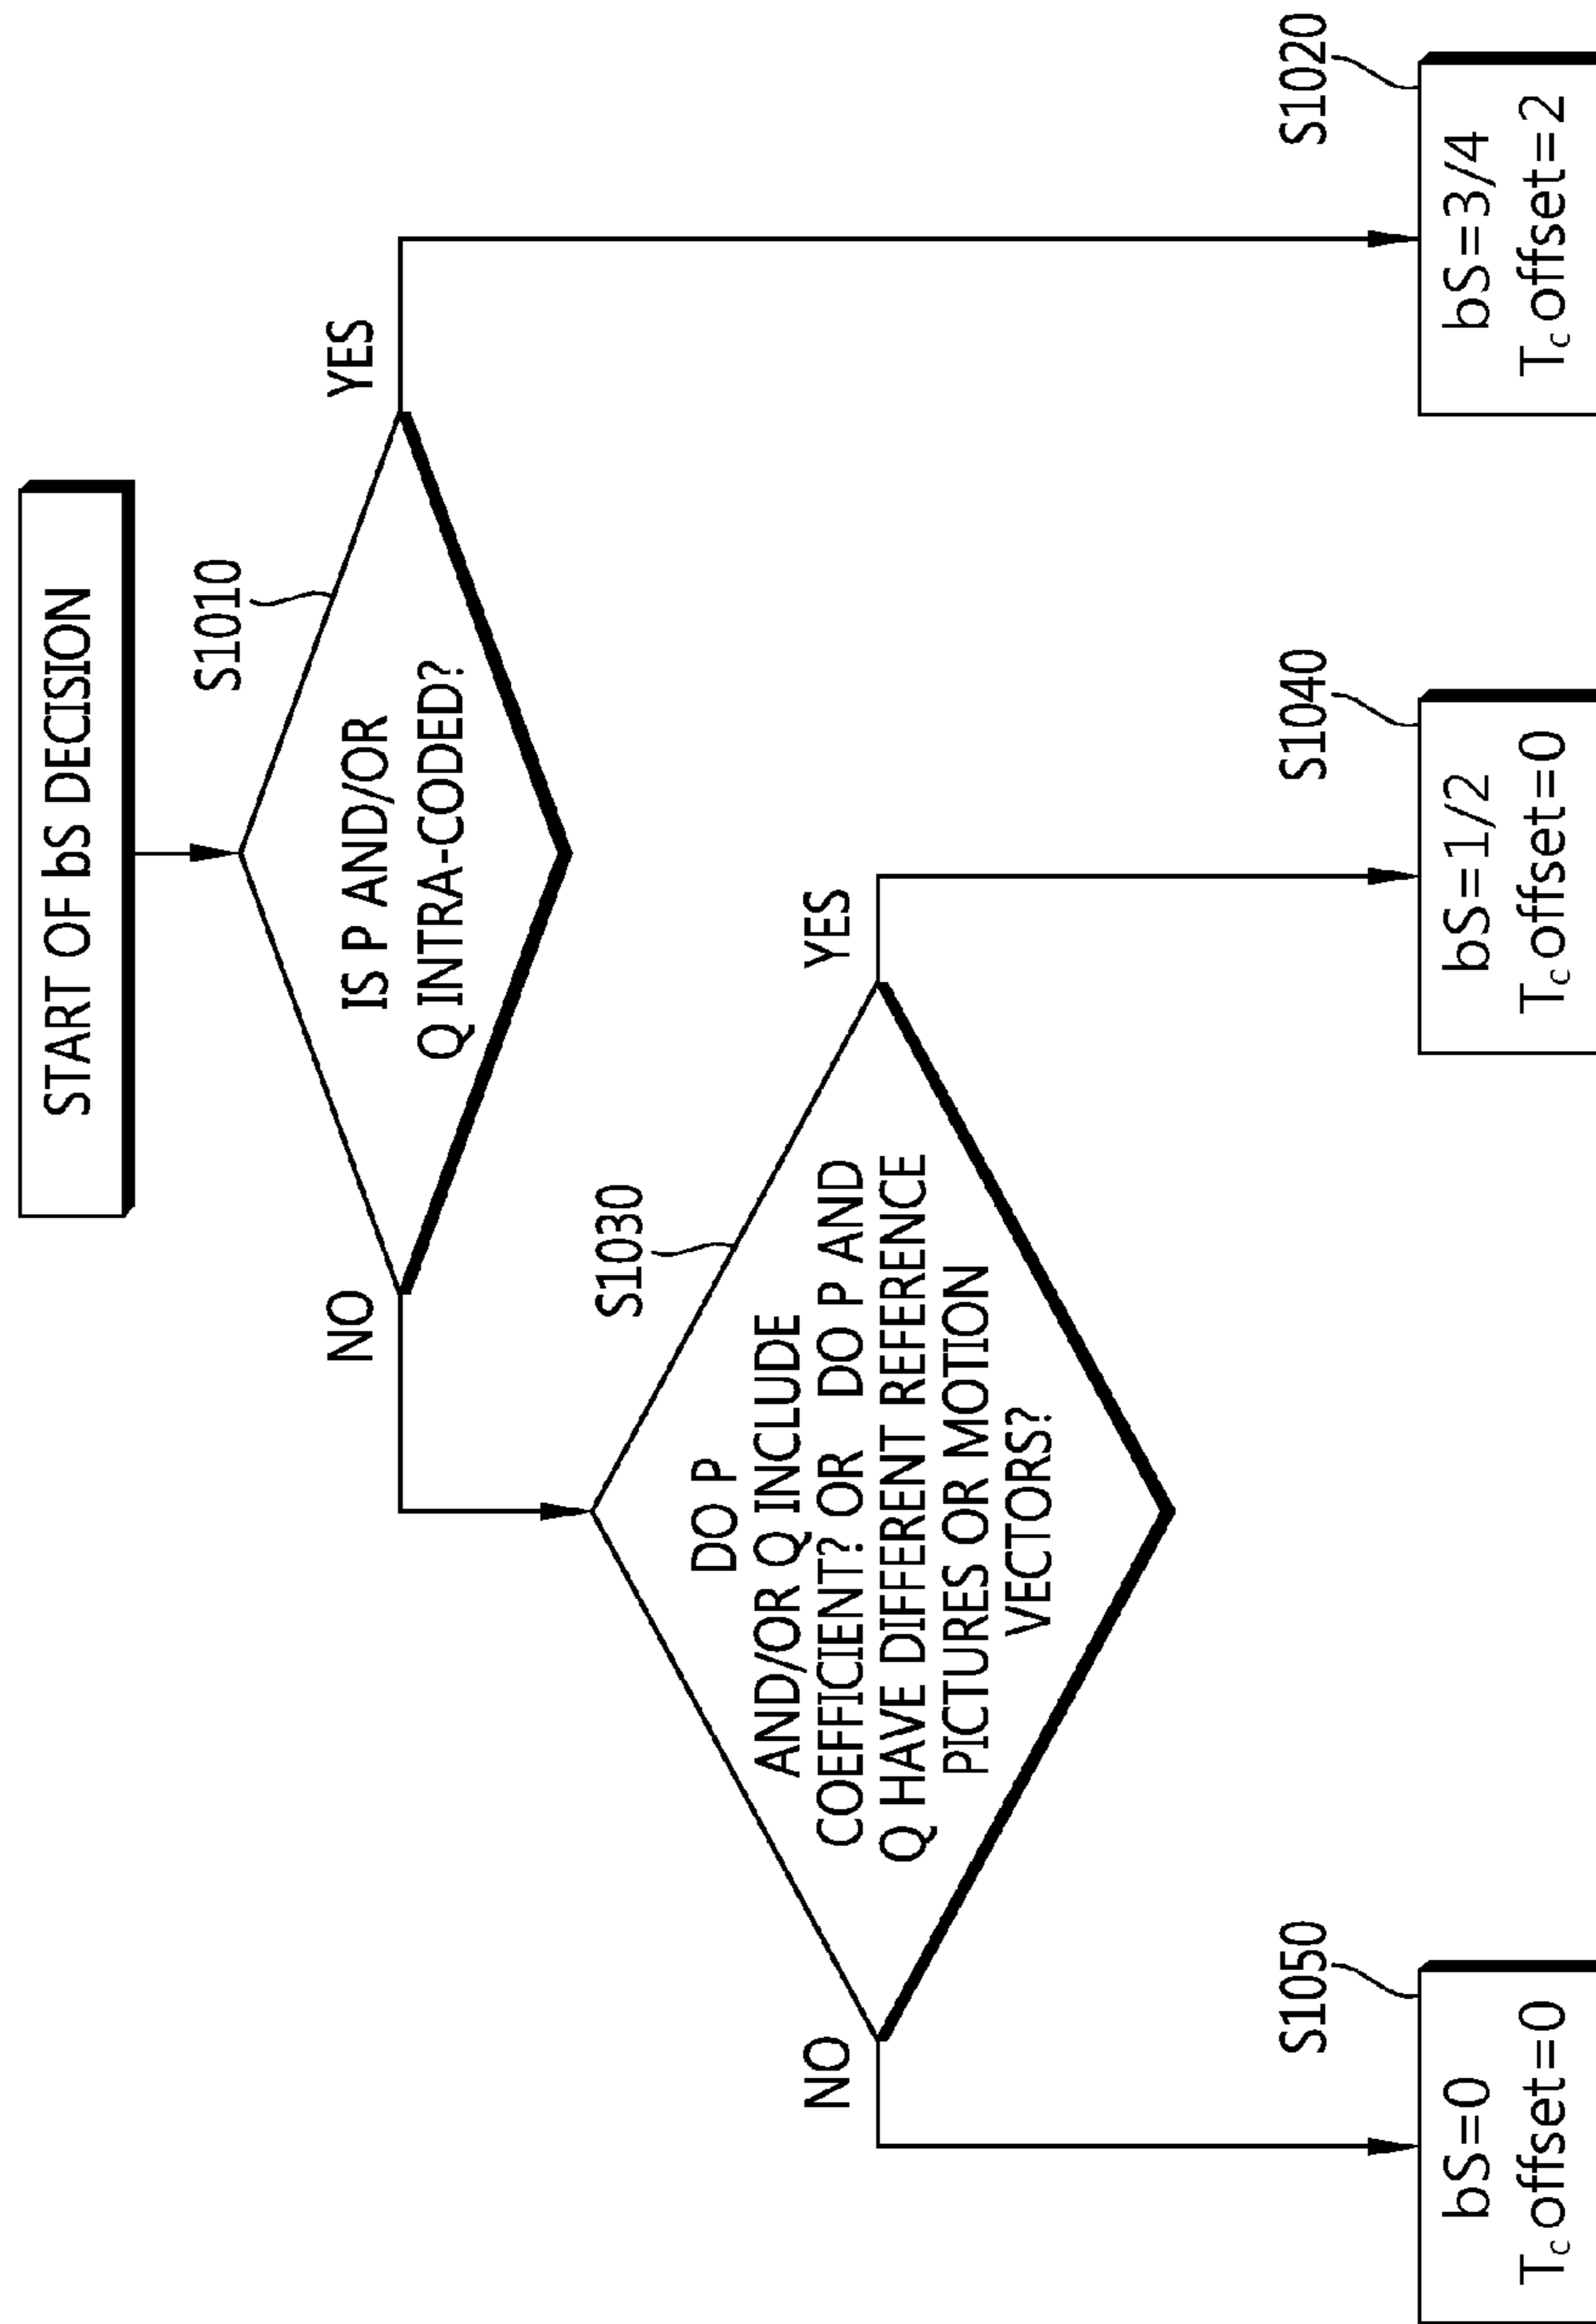 START OF bS DECISION
S1010
IS P AND/OR
Q INTRA-CODED?
NO
YES
S1030
DO P
AND/OR Q INCLUDE
COEFFICIENT? OR DO P AND
Q HAVE DIFFERENT REFERENCE
PICTURES OR MOTION
VECTORS?
NO
YES
S1050
bS=0
Tc offset=0
S1040
bS=1/2
Tc offset=0
S1020
bS=3/4
Tc offset=2